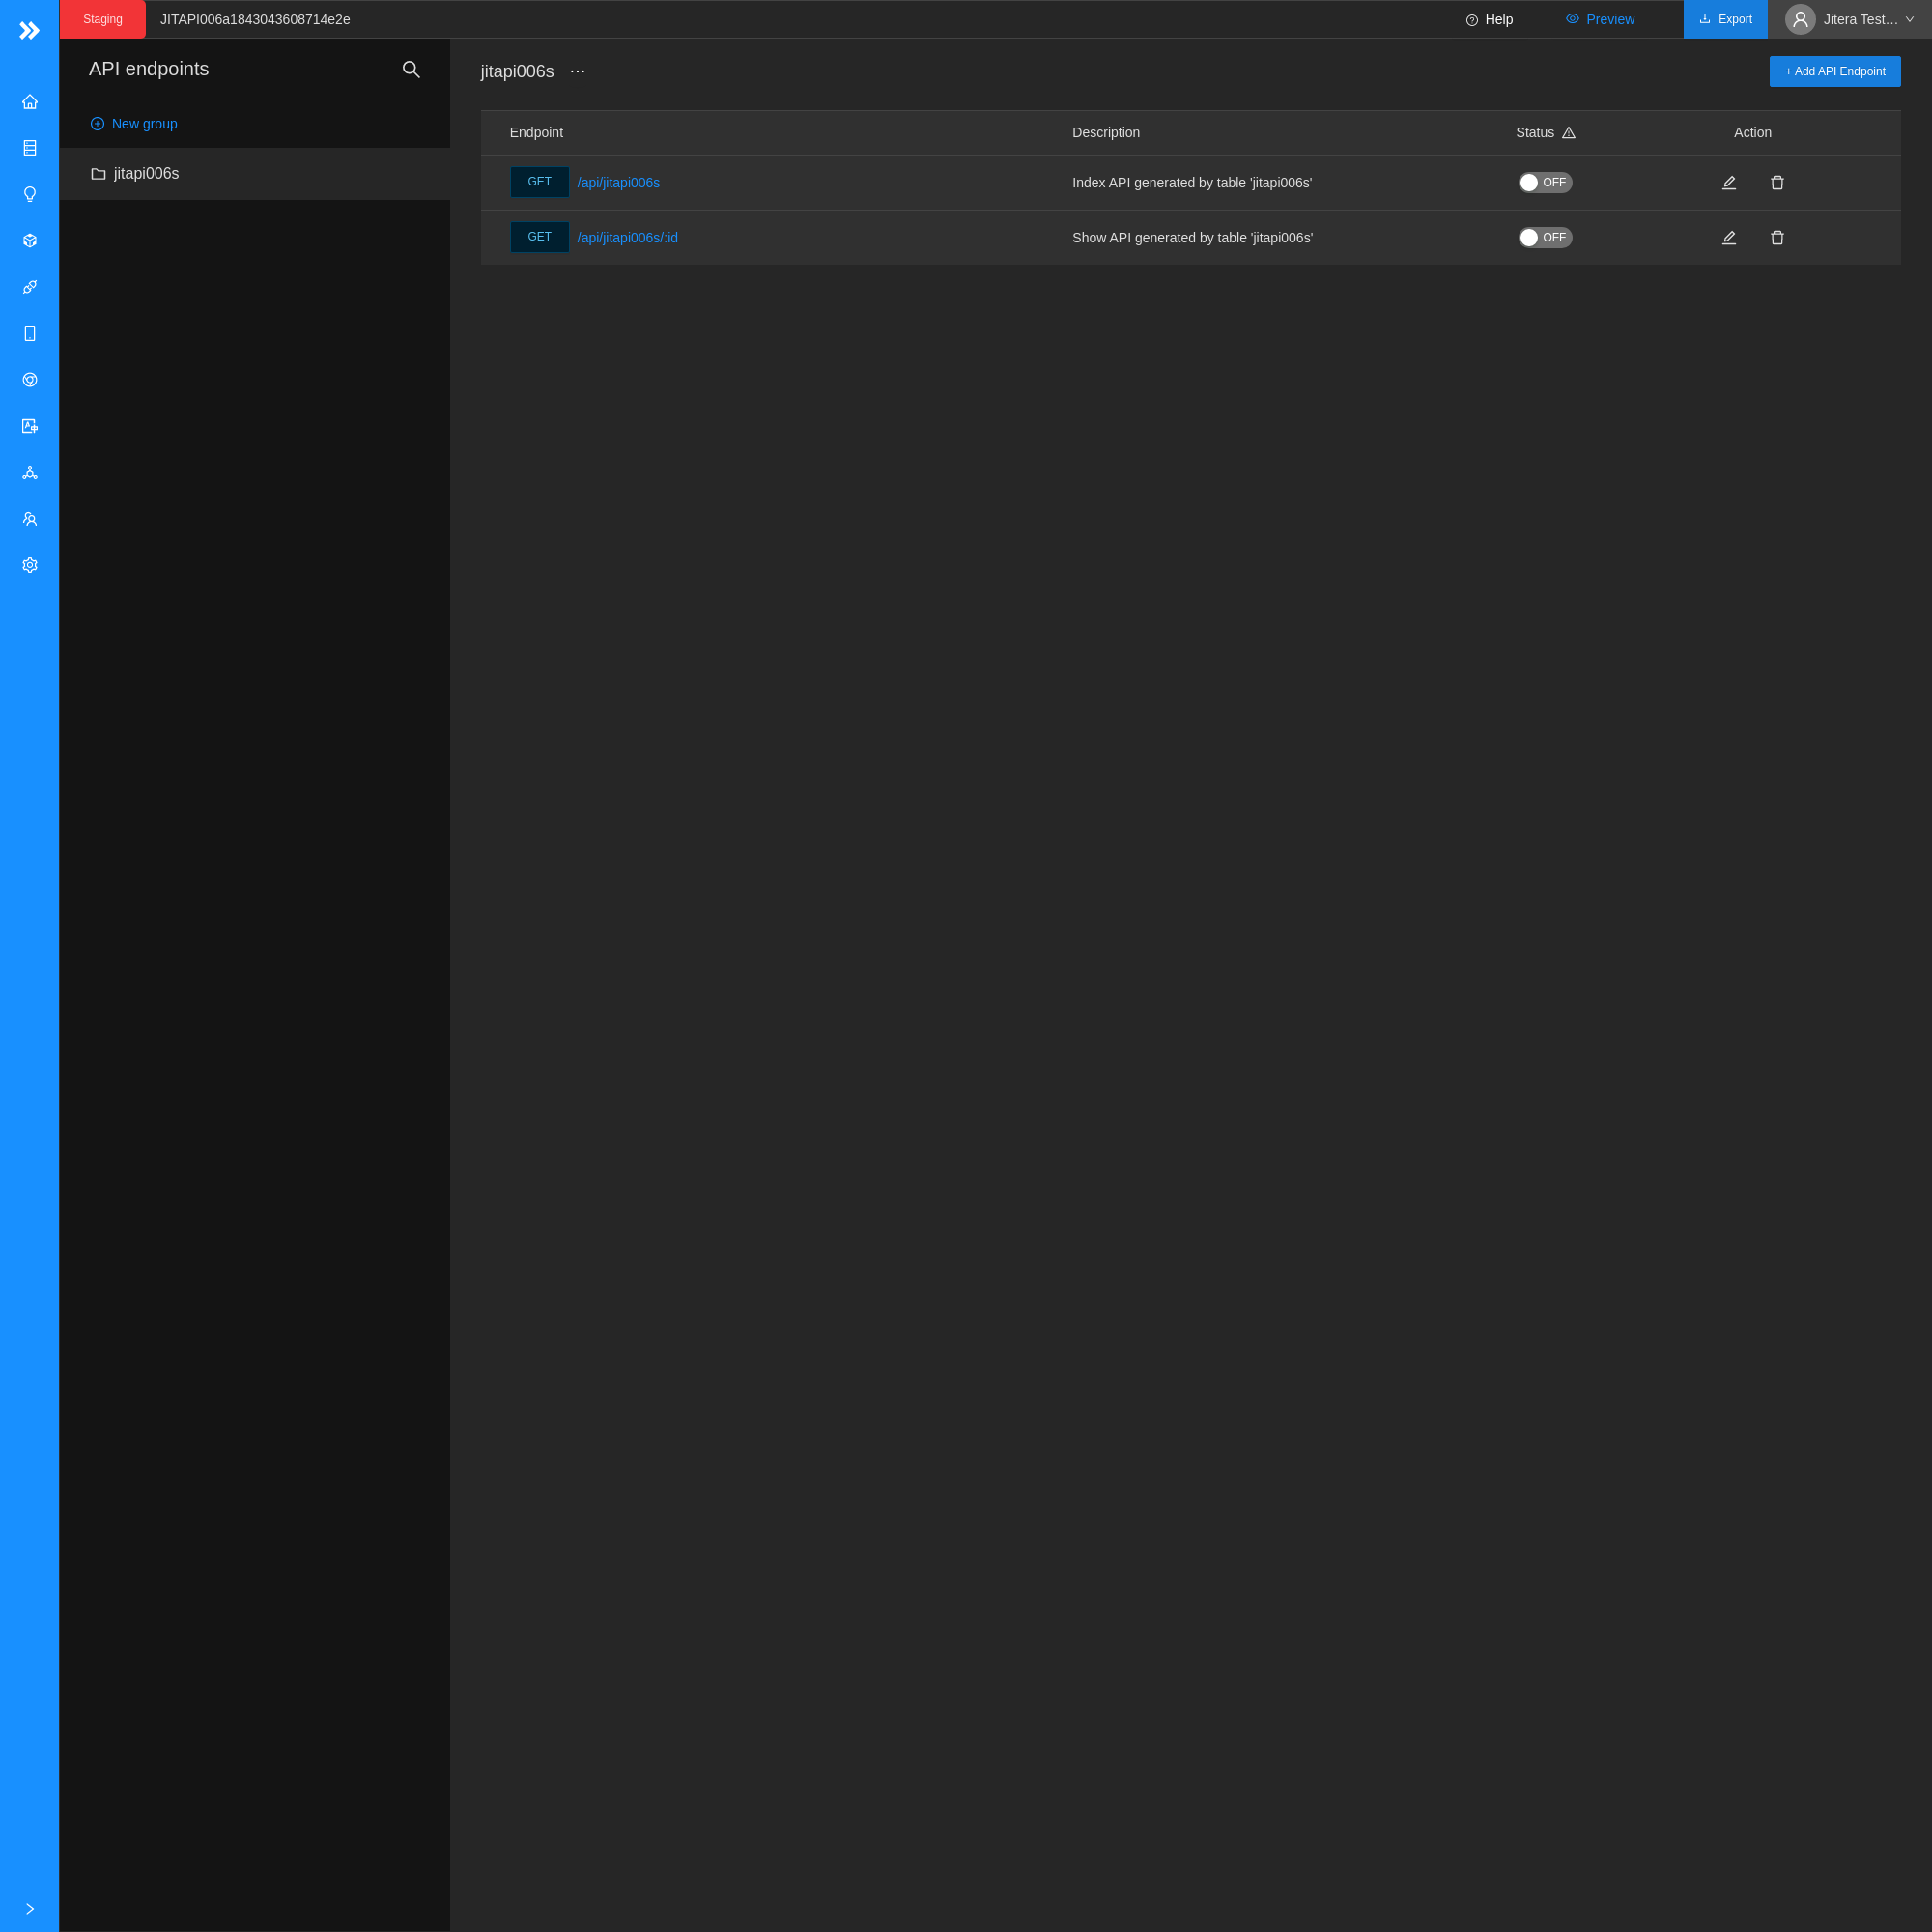 Staging JITAPI006a1843043608714e2e Help Preview Export Jitera Test…
API endpoints
New group
jitapi006s
jitapi006s ··· + Add API Endpoint
Endpoint Description Status Action
GET /api/jitapi006s Index API generated by table 'jitapi006s' OFF
GET /api/jitapi006s/:id Show API generated by table 'jitapi006s' OFF